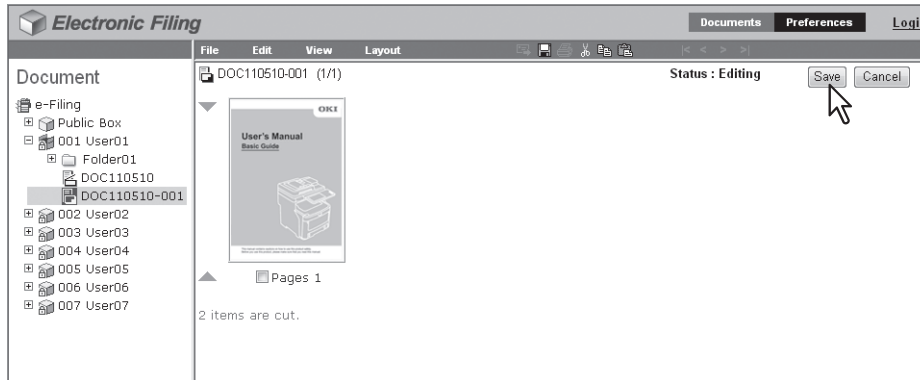 Electronic Filing
Documents
Preferences
Logi
File Edit View Layout
|< < > >|
Document
e-Filing
Public Box
001 User01
Folder01
DOC110510
DOC110510-001
002 User02
003 User03
004 User04
005 User05
006 User06
007 User07
DOC110510-001 (1/1)
Status : Editing
Save
Cancel
OKI
User's Manual
Basic Guide
Pages 1
2 items are cut.